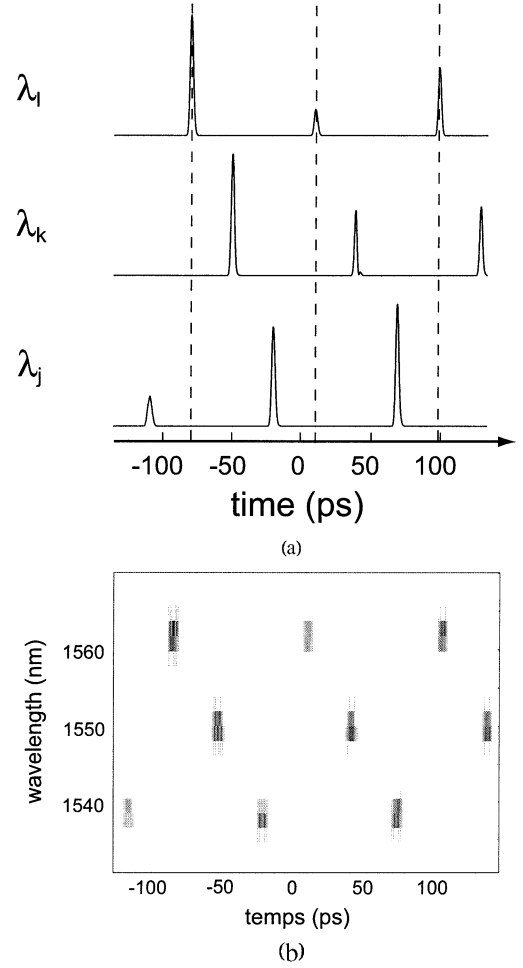 λl
λk
λj
-100 -50 0 50 100
time (ps)
(a)
wavelength (nm)
1560
1550
1540
-100 -50 0 50 100
temps (ps)
(b)